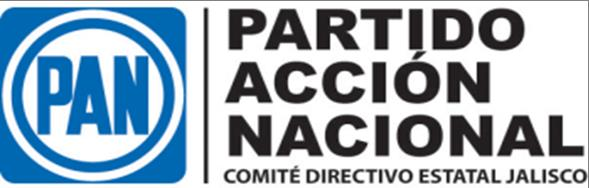 PAN
PARTIDO
ACCIÓN
NACIONAL
COMITÉ DIRECTIVO ESTATAL JALISCO